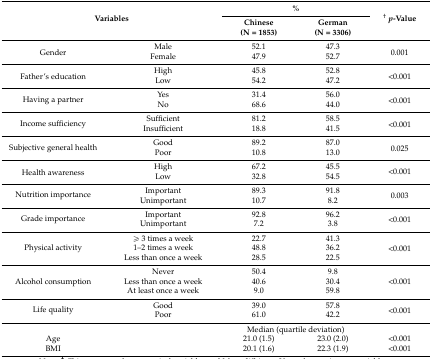 Variables % † p-Value
Chinese (N = 1853) German (N = 3306)
Gender Male 52.1 47.3 0.001
Female 47.9 52.7
Father's education High 45.8 52.8 <0.001
Low 54.2 47.2
Having a partner Yes 31.4 56.0 <0.001
No 68.6 44.0
Income sufficiency Sufficient 81.2 58.5 <0.001
Insufficient 18.8 41.5
Subjective general health Good 89.2 87.0 0.025
Poor 10.8 13.0
Health awareness High 67.2 45.5 <0.001
Low 32.8 54.5
Nutrition importance Important 89.3 91.8 0.003
Unimportant 10.7 8.2
Grade importance Important 92.8 96.2 <0.001
Unimportant 7.2 3.8
Physical activity ⩾ 3 times a week 22.7 41.3 <0.001
1–2 times a week 48.8 36.2
Less than once a week 28.5 22.5
Alcohol consumption Never 50.4 9.8 <0.001
Less than once a week 40.6 30.4
At least once a week 9.0 59.8
Life quality Good 39.0 57.8 <0.001
Poor 61.0 42.2
Median (quartile deviation)
Age 21.0 (1.5) 23.0 (2.0) <0.001
BMI 20.1 (1.6) 22.3 (1.9) <0.001